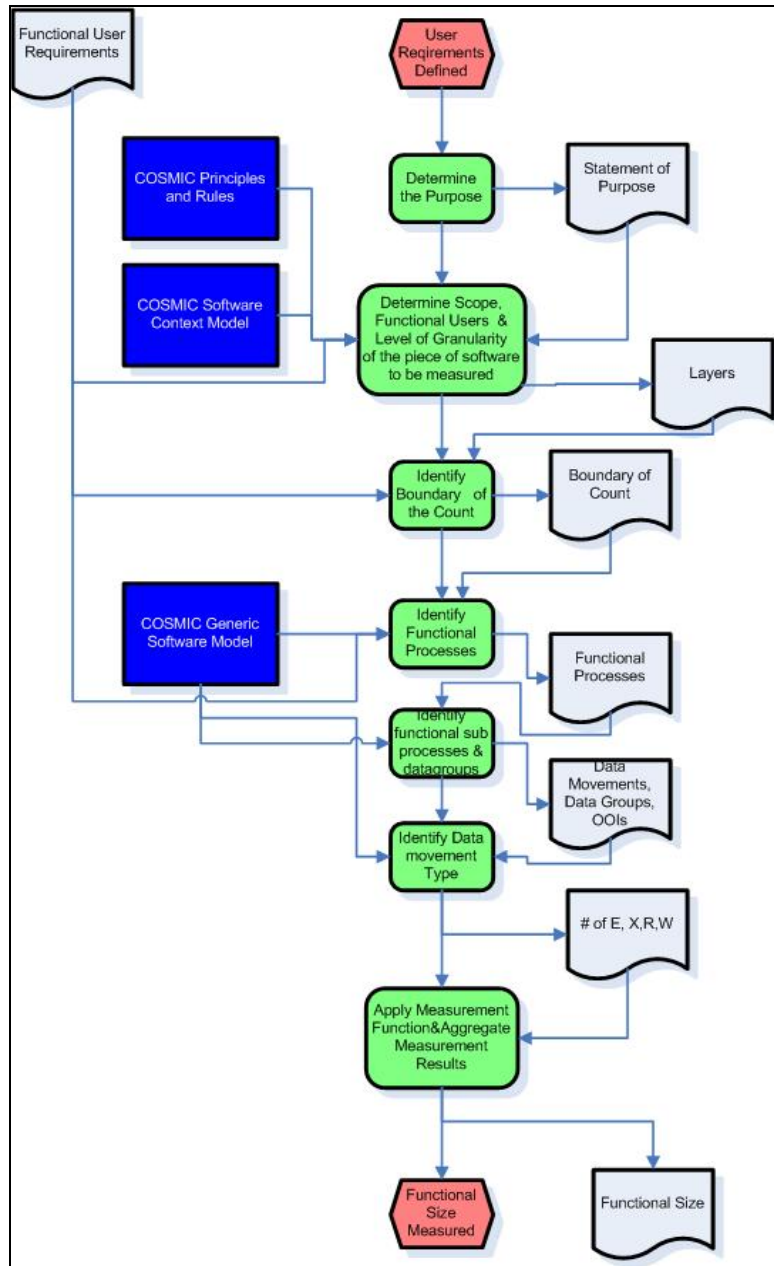 Functional User
Requirements
User
Reqirements
Defined
COSMIC Principles
and Rules
Determine
the Purpose
Statement of
Purpose
COSMIC Software
Context Model
Determine Scope,
Functional Users &
Level of Granularity
of the piece of software
to be measured
Layers
Identify
Boundary of
the Count
Boundary of
Count
COSMIC Generic
Software Model
Identify
Functional
Processes
Functional
Processes
Identify
functional sub
processes &
datagroups
Data
Movements,
Data Groups,
OOIs
Identify Data
movement
Type
# of E, X,R,W
Apply Measurement
Function&Aggregate
Measurement
Results
Functional
Size
Measured
Functional Size